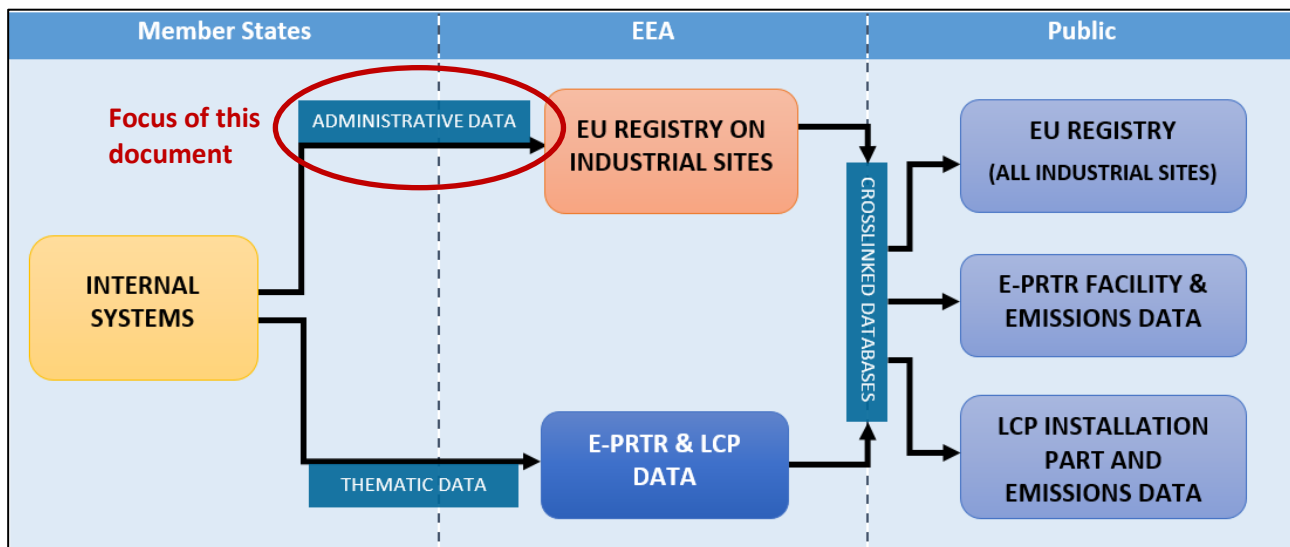 Member States
EEA
Public
Focus of this
document
ADMINISTRATIVE DATA
EU REGISTRY ON
INDUSTRIAL SITES
EU REGISTRY
(ALL INDUSTRIAL SITES)
CROSSLINKED DATABASES
INTERNAL
SYSTEMS
E-PRTR FACILITY &
EMISSIONS DATA
E-PRTR & LCP
DATA
THEMATIC DATA
LCP INSTALLATION
PART AND
EMISSIONS DATA